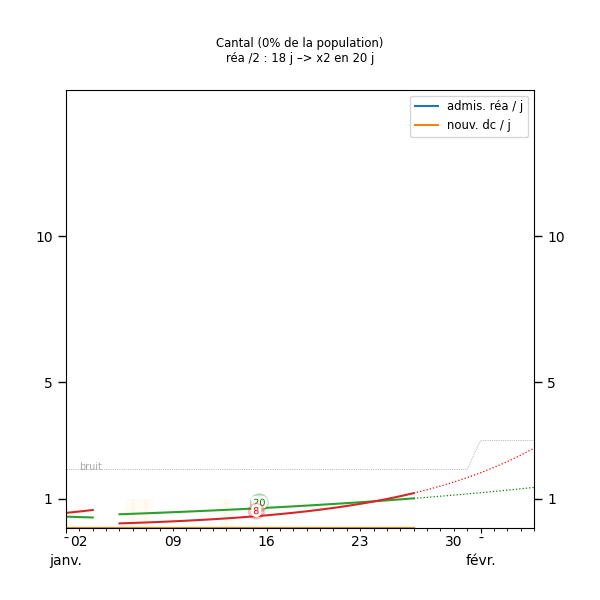 Cantal (0% de la population)
réa /2 : 18 j –> x2 en 20 j
admis. réa / j
nouv. dc / j
10
10
5
5
bruit
1
1
20
8
02
09
16
23
30
janv.
févr.